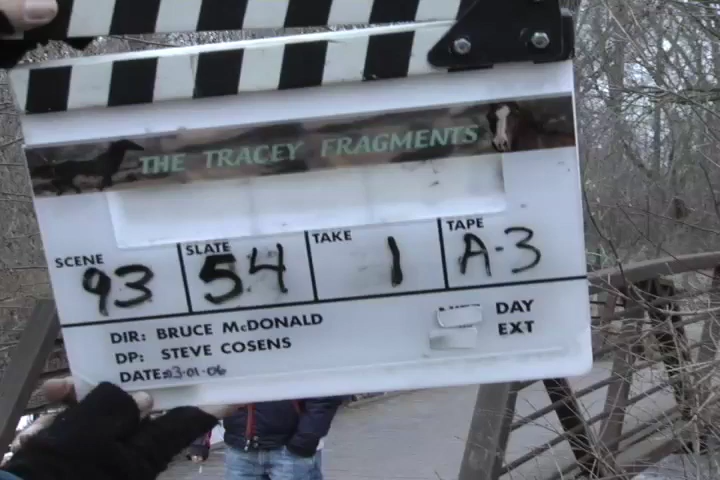 THE TRACEY FRAGMENTS
SCENE 93 SLATE 54 TAKE 1 TAPE A-3
DIR: BRUCE McDONALD DAY
DP: STEVE COSENS EXT
DATE: 03-01-06